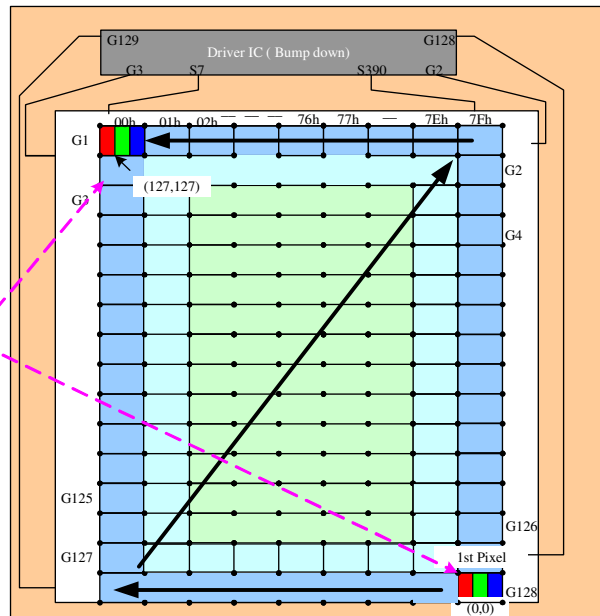 G129
G128
Driver IC ( Bump down)
G3
S7
S390
G2
00h 01h 02h — — — — 76h 77h — 7Eh 7Fh
G1
G2
(127,127)
G3
G4
G125
G126
G127
1st Pixel
G128
(0,0)